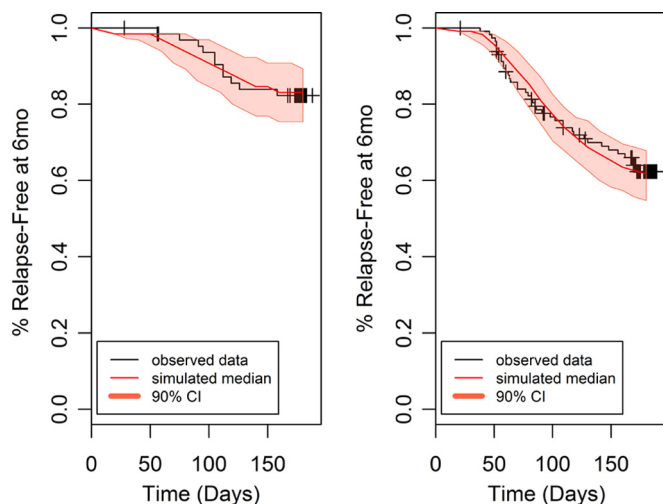 % Relapse-Free at 6mo
1.0
0.8
0.6
0.4
0.2
0.0
observed data
simulated median
90% CI
0 50 100 150
Time (Days)
% Relapse-Free at 6mo
1.0
0.8
0.6
0.4
0.2
0.0
observed data
simulated median
90% CI
0 50 100 150
Time (Days)